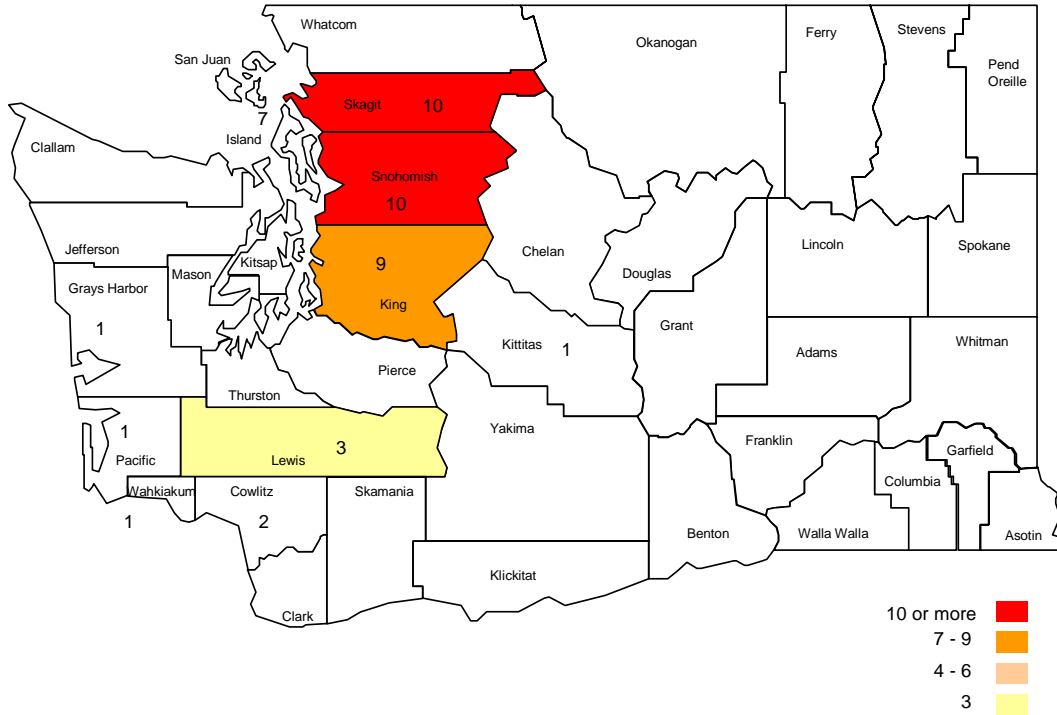 Whatcom
Okanogan
Ferry
Stevens
Pend
Oreille
San Juan
7
Skagit 10
Island
Clallam
Snohomish
10
Jefferson
Kitsap
Mason
9
King
Chelan
Douglas
Lincoln
Spokane
Grays Harbor
1
Kittitas 1
Grant
Adams
Whitman
Pierce
Thurston
1
Pacific
Lewis 3
Yakima
Franklin
Garfield
Columbia
Wahkiakum
1
Cowlitz
2
Skamania
Benton
Walla Walla
Asotin
Klickitat
Clark
10 or more
7 - 9
4 - 6
3